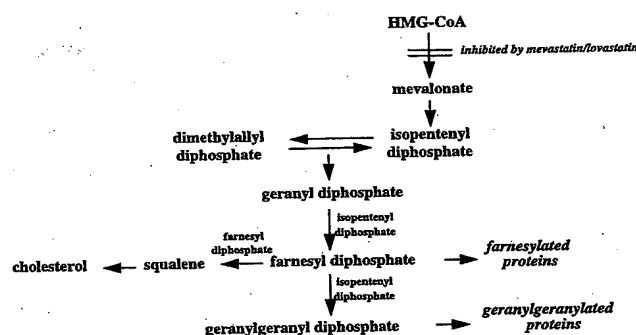 HMG-CoA
inhibited by mevastatin/lovastatin
mevalonate
dimethylallyl
diphosphate
isopentenyl
diphosphate
geranyl diphosphate
isopentenyl
diphosphate
farnesyl
diphosphate
cholesterol
squalene
farnesyl diphosphate
farnesylated
proteins
isopentenyl
diphosphate
geranylgeranyl diphosphate
geranylgeranylated
proteins